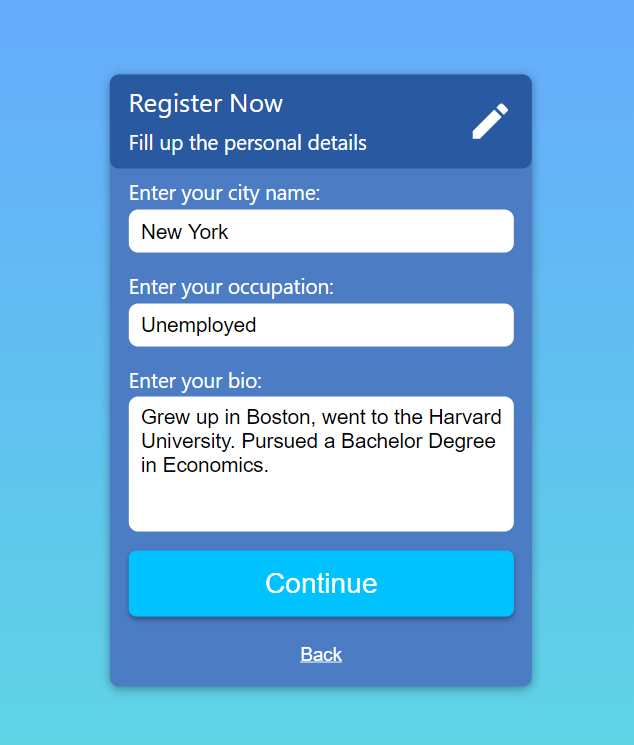 Register Now
Fill up the personal details
Enter your city name:
New York
Enter your occupation:
Unemployed
Enter your bio:
Grew up in Boston, went to the Harvard
University. Pursued a Bachelor Degree
in Economics.
Continue
Back